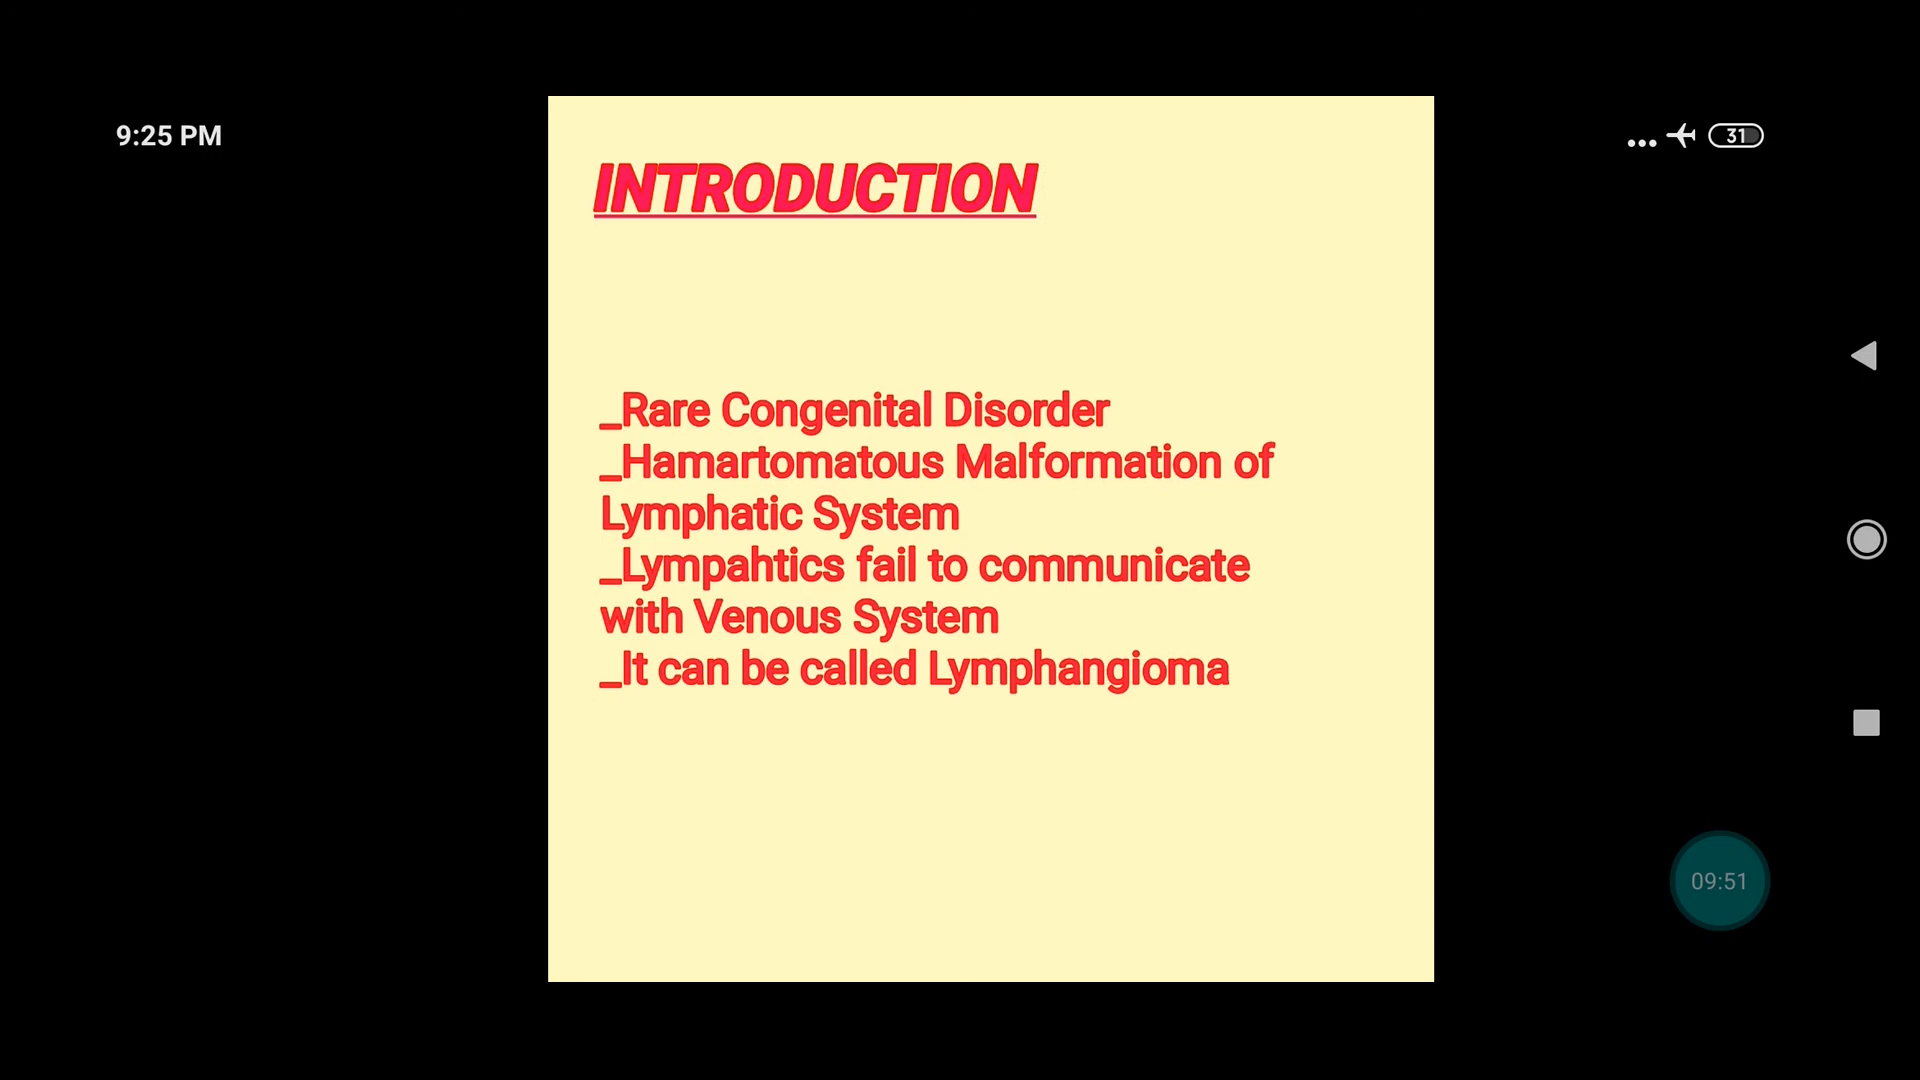 9:25 PM
31
INTRODUCTION
_Rare Congenital Disorder
_Hamartomatous Malformation of
Lymphatic System
_Lympahtics fail to communicate
with Venous System
_It can be called Lymphangioma
09:51